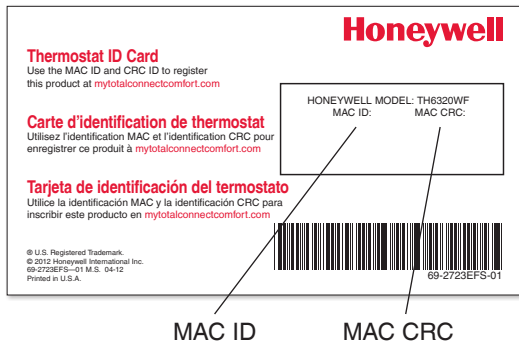 Honeywell
Thermostat ID Card
Use the MAC ID and CRC ID to register
this product at mytotalconnectcomfort.com
HONEYWELL MODEL: TH6320WF
MAC ID: MAC CRC:
Carte d'identification de thermostat
Utilisez l'identification MAC et l'identification CRC pour
enregistrer ce produit à mytotalconnectcomfort.com
Tarjeta de identificación del termostato
Utilice la identificación MAC y la identificación CRC para
inscribir este producto en mytotalconnectcomfort.com
® U.S. Registered Trademark.
© 2012 Honeywell International Inc.
69-2723EFS—01 M.S. 04-12
Printed in U.S.A.
69-2723EFS-01
MAC ID MAC CRC